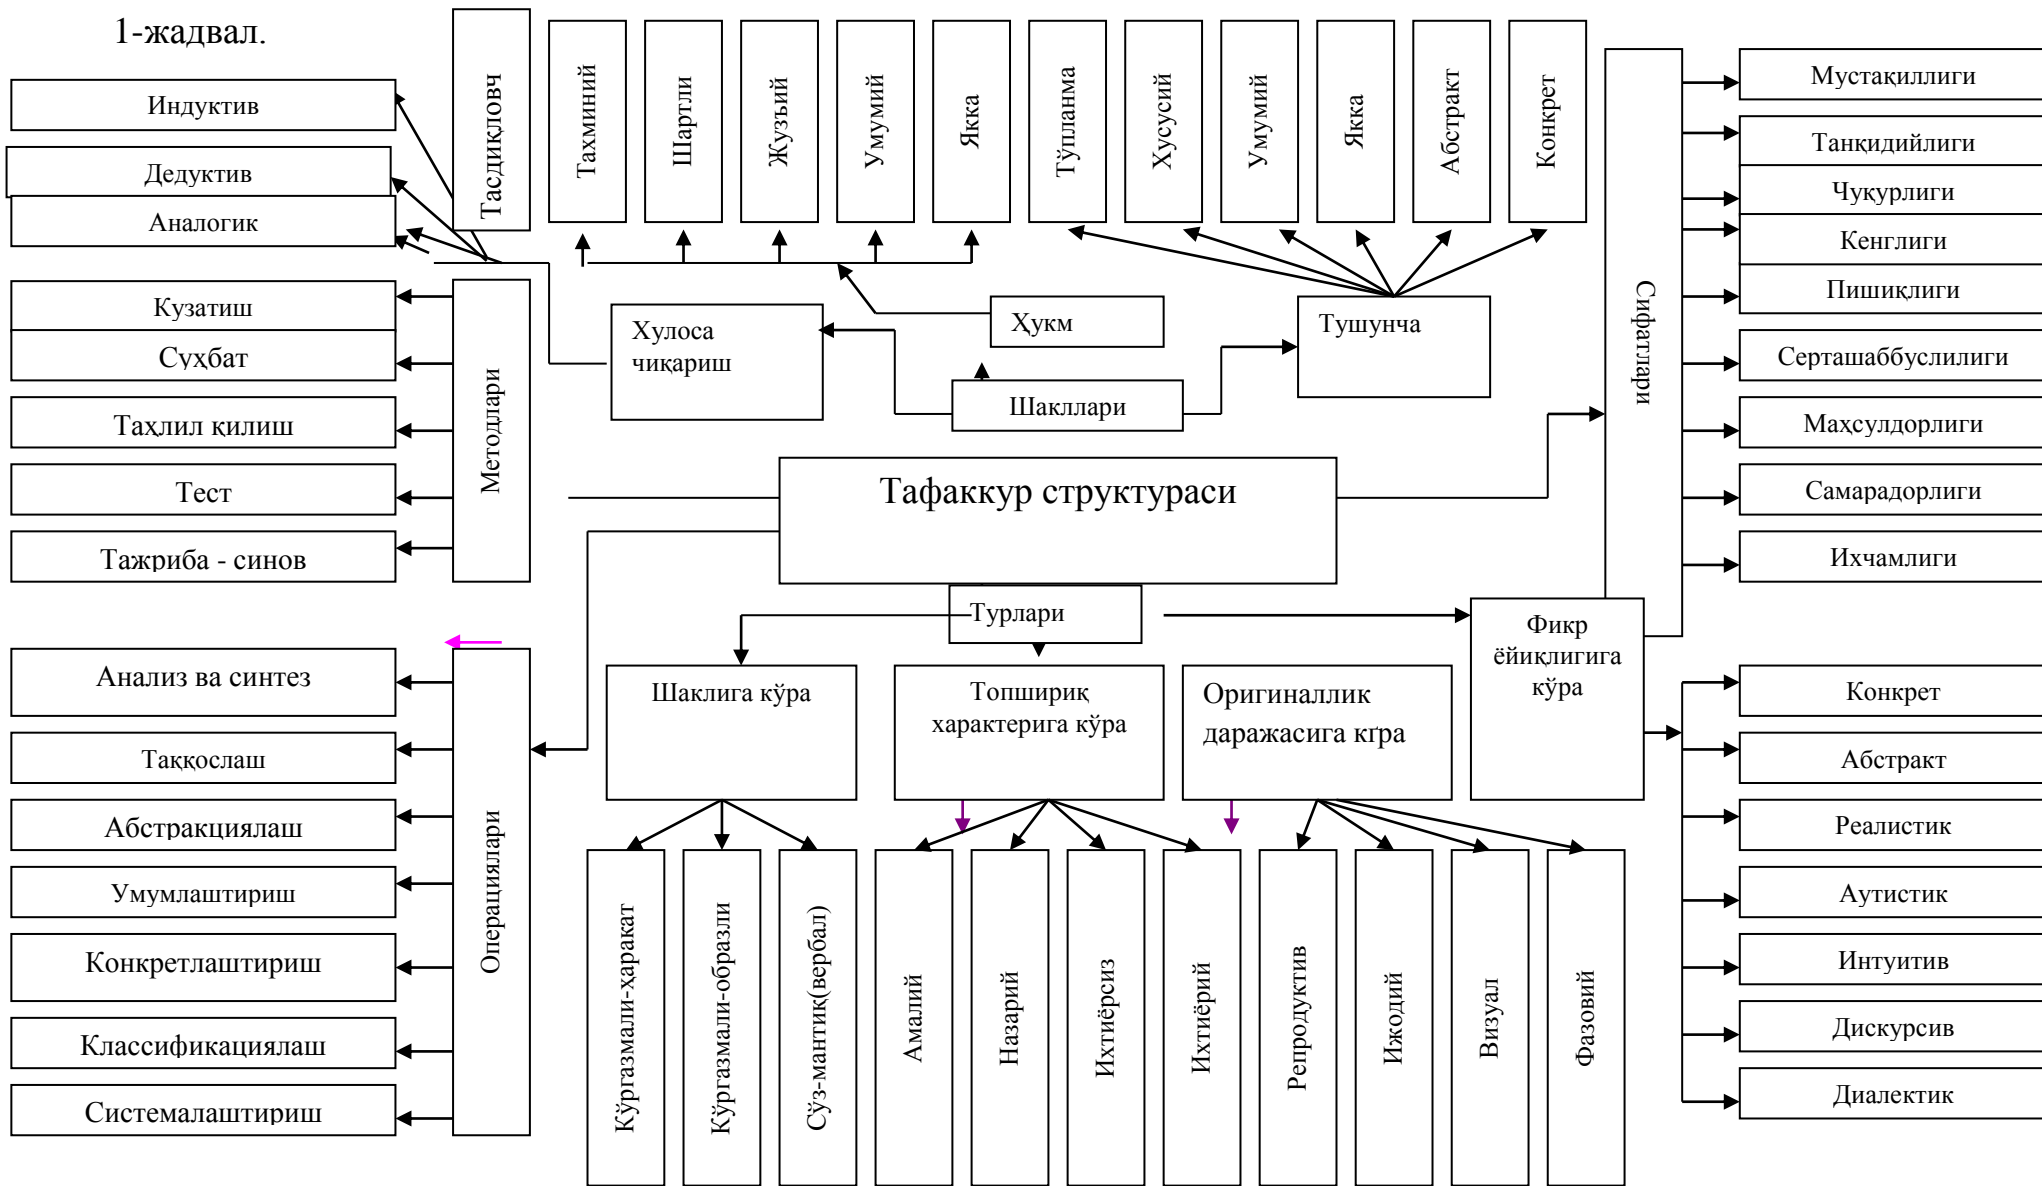 1-жадвал.
Индуктив
Дедуктив
Аналогик
Тасдиқловч
Тахминий
Шартли
Жузъий
Умумий
Якка
Тўпланма
Хусусий
Умумий
Якка
Абстракт
Конкрет
Сифатлари
Мустақиллиги
Танқидийлиги
Чуқурлиги
Кенглиги
Пишиқлиги
Серташаббуслилиги
Маҳсулдорлиги
Самарадорлиги
Ихчамлиги
Кузатиш
Суҳбат
Таҳлил қилиш
Тест
Тажриба - синов
Методлари
Хулоса
чиқариш
Ҳукм
Тушунча
Шакллари
Тафаккур структураси
Турлари
Анализ ва синтез
Таққослаш
Абстракциялаш
Умумлаштириш
Конкретлаштириш
Классификациялаш
Системалаштириш
Операциялари
Шаклига кўра
Топшириқ
характерига кўра
Оригиналлик
даражасига кґра
Фикр
ёйиқлигига
кўра
Кўргазмали-ҳаракат
Кўргазмали-образли
Сўз-мантиқ(вербал)
Амалий
Назарий
Ихтиёрсиз
Ихтиёрий
Репродуктив
Ижодий
Визуал
Фазовий
Конкрет
Абстракт
Реалистик
Аутистик
Интуитив
Дискурсив
Диалектик